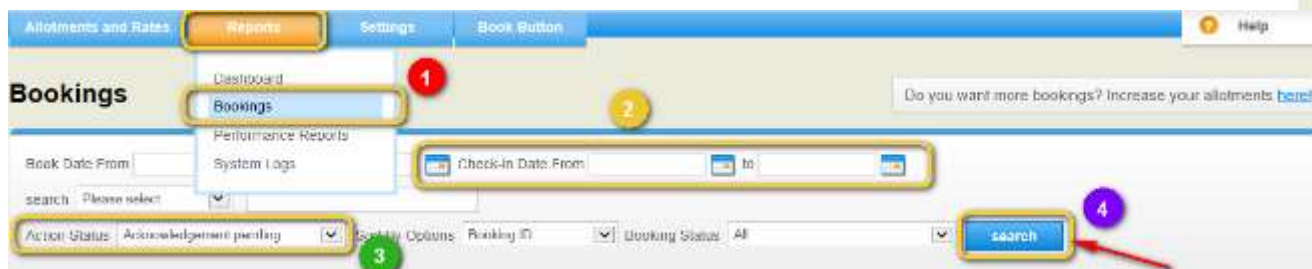 Allotments and Rates Reports Settings Book Button Help
Dashboard
1
Bookings Bookings 2 Do you want more bookings? Increase your allotments here!
Performance Reports
Book Date From System Logs Check-in Date From to
search Please select
4
Action Status Acknowledgement pending Sort by Options Booking ID Booking Status All search
3